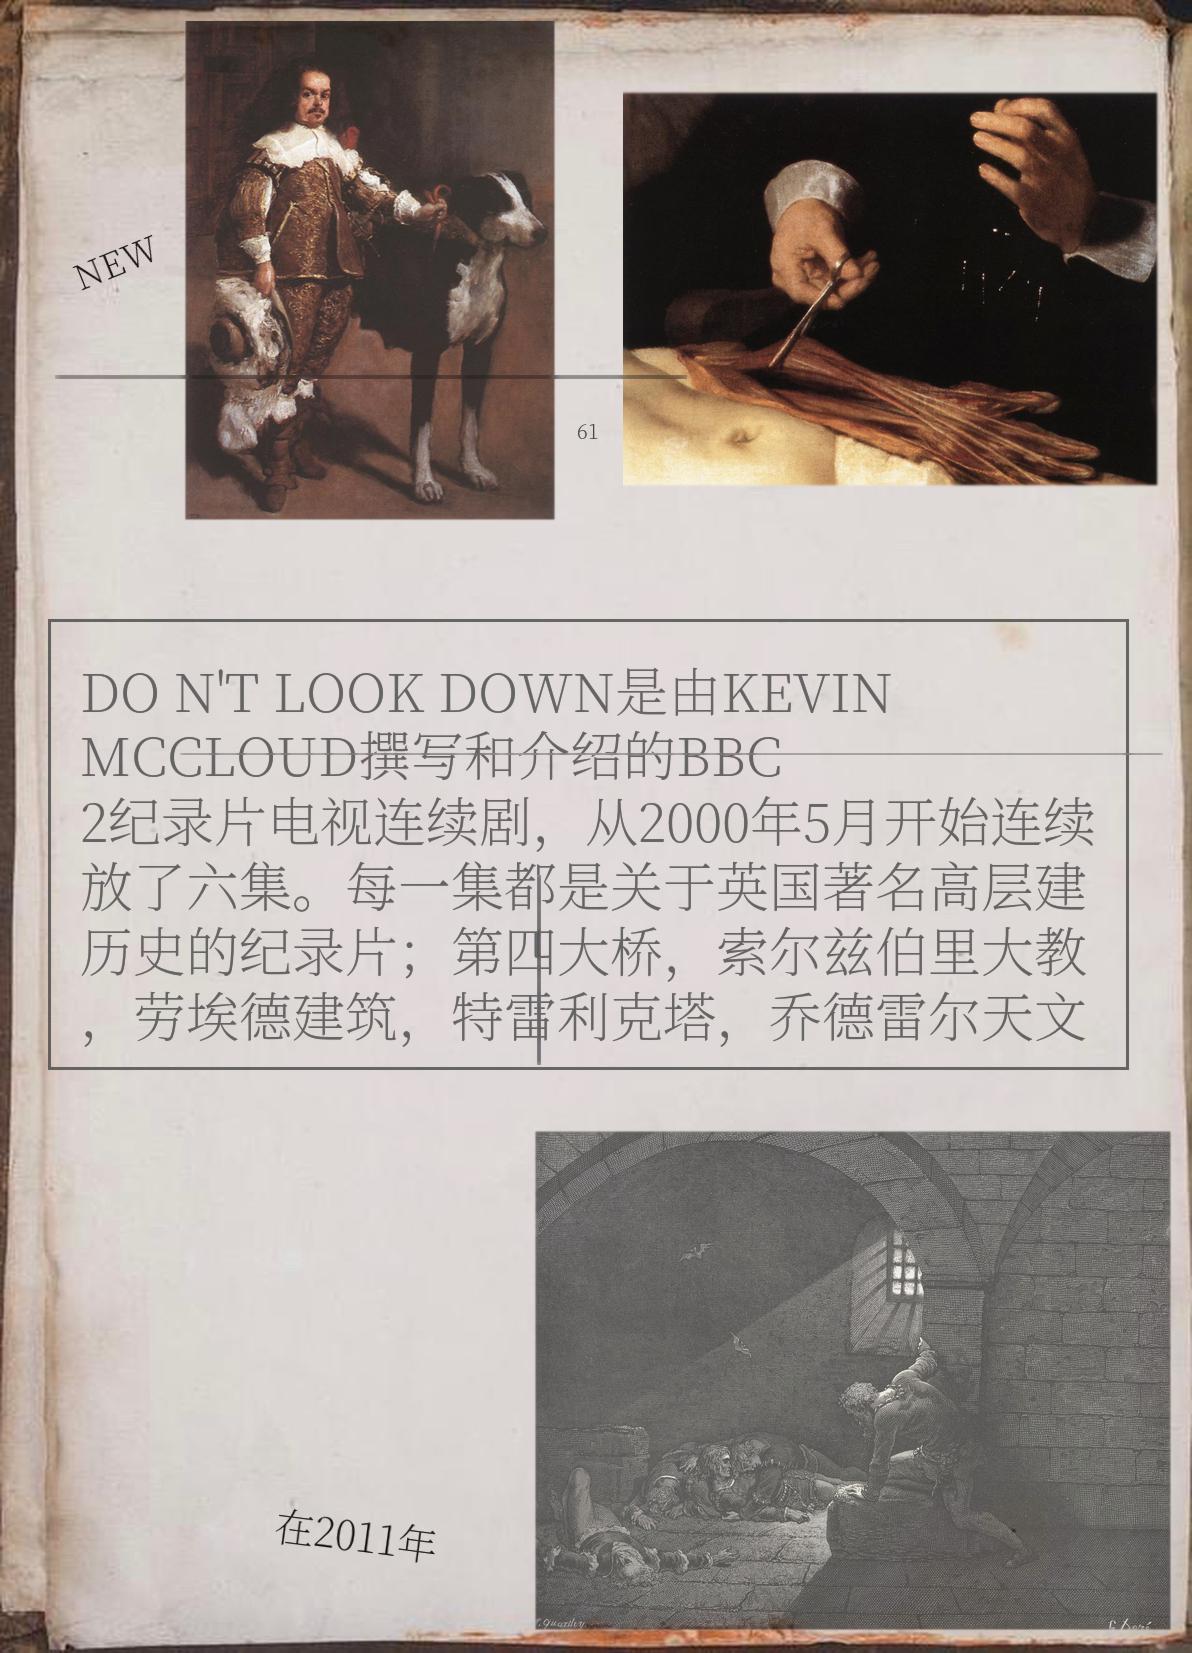 NEW
61
DO N'T LOOK DOWN是由KEVIN
MCCLOUD撰写和介绍的BBC
2纪录片电视连续剧，从2000年5月开始连续
放了六集。每一集都是关于英国著名高层建
历史的纪录片；第四大桥，索尔兹伯里大教
，劳埃德建筑，特雷利克塔，乔德雷尔天文
在2011年
C. Quartley
G. Doré